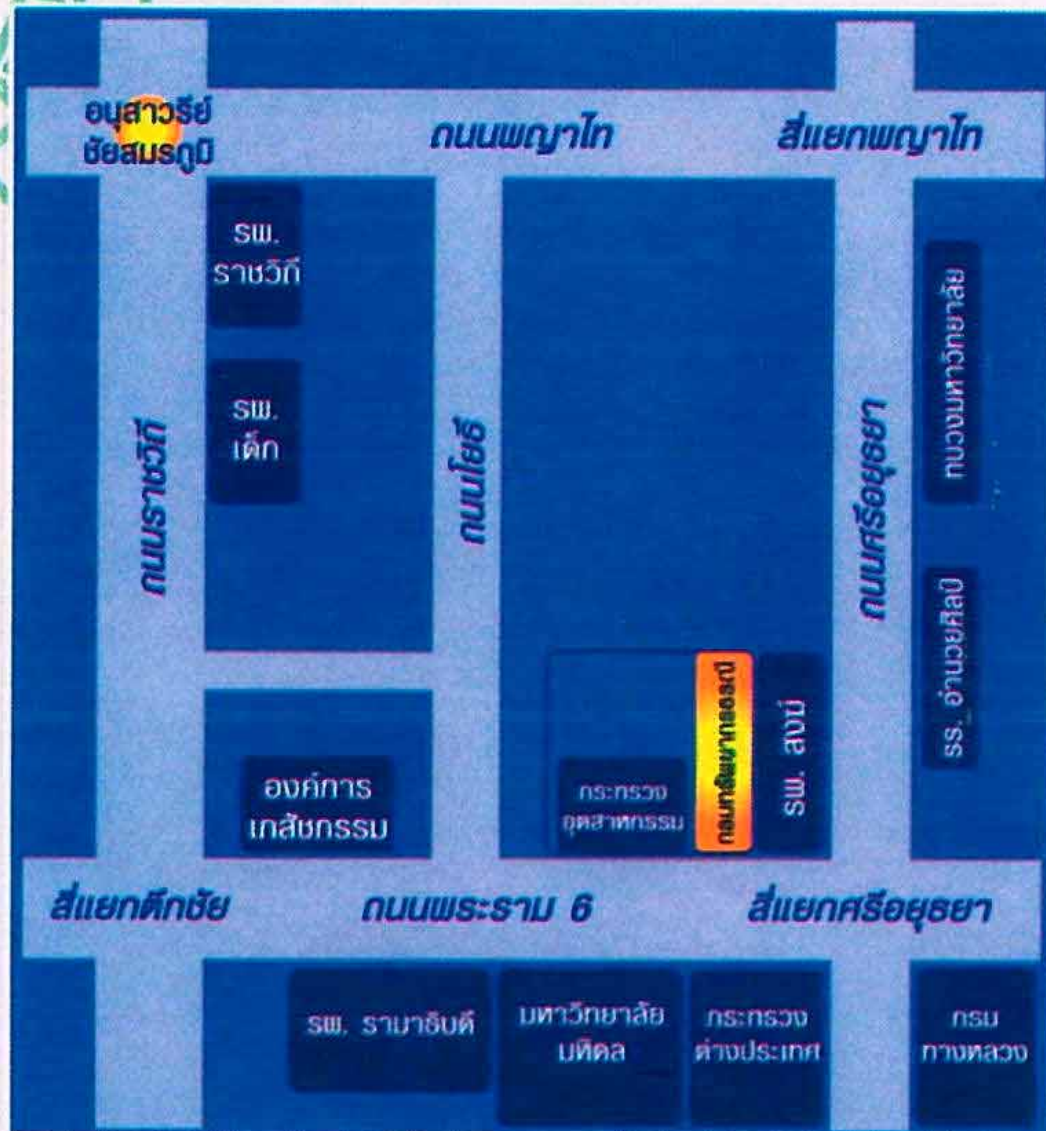 อนุสาวรีย์
ชัยสมรภูมิ
ถนนพญาไท
สี่แยกพญาไท
รพ.
ราชวิถี
รพ.
เด็ก
ถนนราชวิถี
ถนนโยธี
ถนนศรีอยุธยา
ทบวงมหาวิทยาลัย
รร. อำนวยศิลป์
องค์การ
เภสัชกรรม
กระทรวง
อุตสาหกรรม
กรมทรัพยากรธรณี
รพ. สงฆ์
สี่แยกตึกชัย
ถนนพระราม 6
สี่แยกศรีอยุธยา
รพ. รามาธิบดี
มหาวิทยาลัย
มหิดล
กระทรวง
ต่างประเทศ
กรม
ทางหลวง